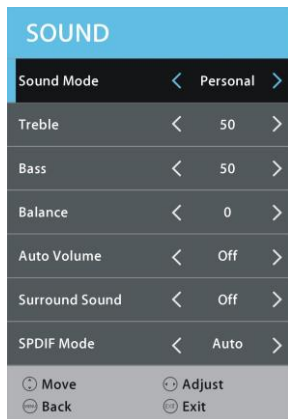 SOUND
Sound Mode < Personal >
Treble < 50 >
Bass < 50 >
Balance < 0 >
Auto Volume < Off >
Surround Sound < Off >
SPDIF Mode < Auto >
Move Adjust
Back Exit